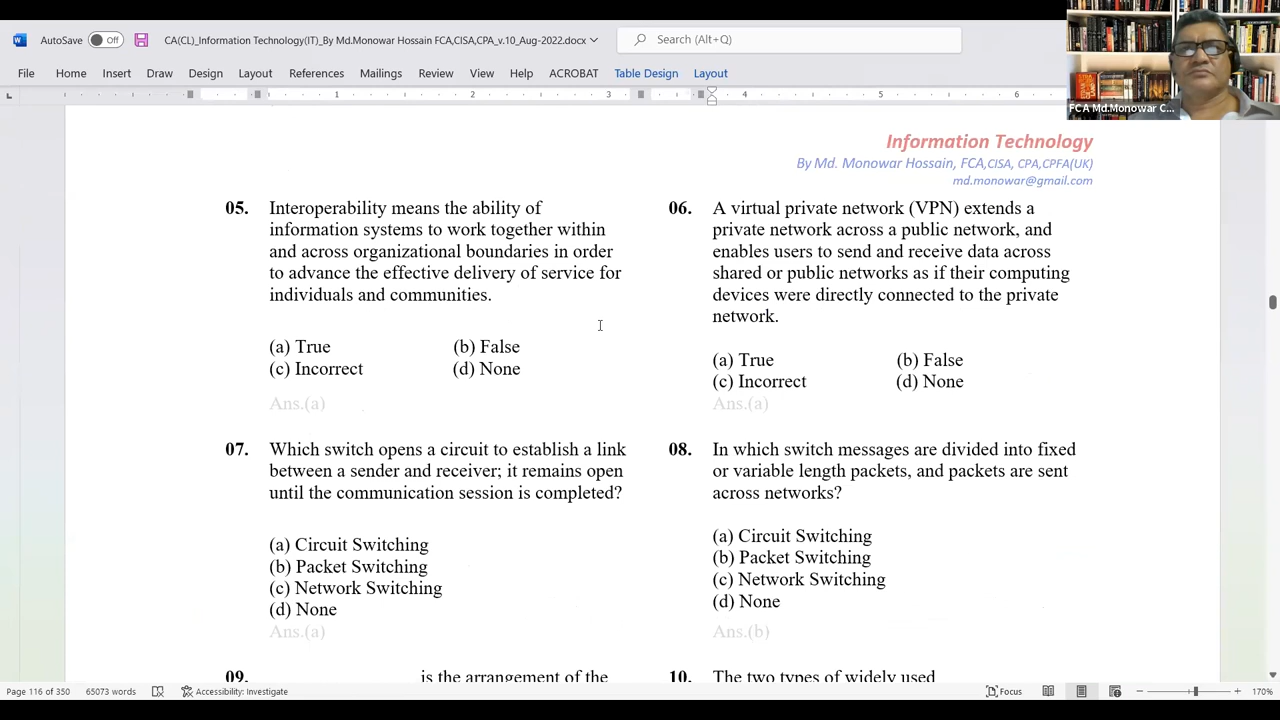 AutoSave Off CA(CL)_Information Technology(IT)_By Md.Monowar Hossain FCA,CISA,CPA_v.10_Aug-2022.docx Search (Alt+Q)
File Home Insert Draw Design Layout References Mailings Review View Help ACROBAT Table Design Layout
FCA Md.Monowar C...
1 2 3 4 5 6
Information Technology
By Md. Monowar Hossain, FCA,CISA, CPA,CPFA(UK)
md.monowar@gmail.com
05. Interoperability means the ability of
information systems to work together within
and across organizational boundaries in order
to advance the effective delivery of service for
individuals and communities.
(a) True (b) False
(c) Incorrect (d) None
Ans.(a)
06. A virtual private network (VPN) extends a
private network across a public network, and
enables users to send and receive data across
shared or public networks as if their computing
devices were directly connected to the private
network.
(a) True (b) False
(c) Incorrect (d) None
Ans.(a)
07. Which switch opens a circuit to establish a link
between a sender and receiver; it remains open
until the communication session is completed?
(a) Circuit Switching
(b) Packet Switching
(c) Network Switching
(d) None
Ans.(a)
08. In which switch messages are divided into fixed
or variable length packets, and packets are sent
across networks?
(a) Circuit Switching
(b) Packet Switching
(c) Network Switching
(d) None
Ans.(b)
09. is the arrangement of the
10. The two types of widely used
Page 116 of 350 65073 words Accessibility: Investigate Focus 170%